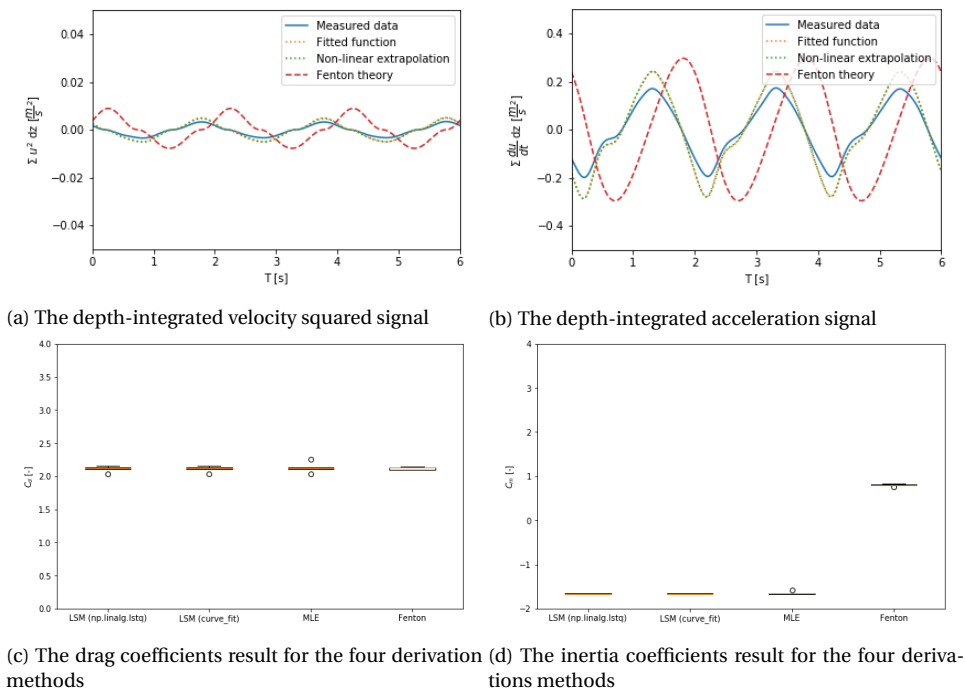 0.04
0.02
0.00
−0.02
−0.04
Σ u² dz [m²/s²]
Measured data
Fitted function
Non-linear extrapolation
Fenton theory
0 1 2 3 4 5 6
T [s]
0.4
0.2
0.0
−0.2
−0.4
Σ du/dt dz [m²/s²]
Measured data
Fitted function
Non-linear extrapolation
Fenton theory
0 1 2 3 4 5 6
T [s]
(a) The depth-integrated velocity squared signal
(b) The depth-integrated acceleration signal
4.0
3.5
3.0
2.5
2.0
1.5
1.0
0.5
0.0
C_d [-]
LSM (np.linalg.lstq) LSM (curve_fit) MLE Fenton
4
3
2
1
0
−1
−2
C_m [-]
LSM (np.linalg.lstq) LSM (curve_fit) MLE Fenton
(c) The drag coefficients result for the four derivation
methods
(d) The inertia coefficients result for the four deriva-
tions methods